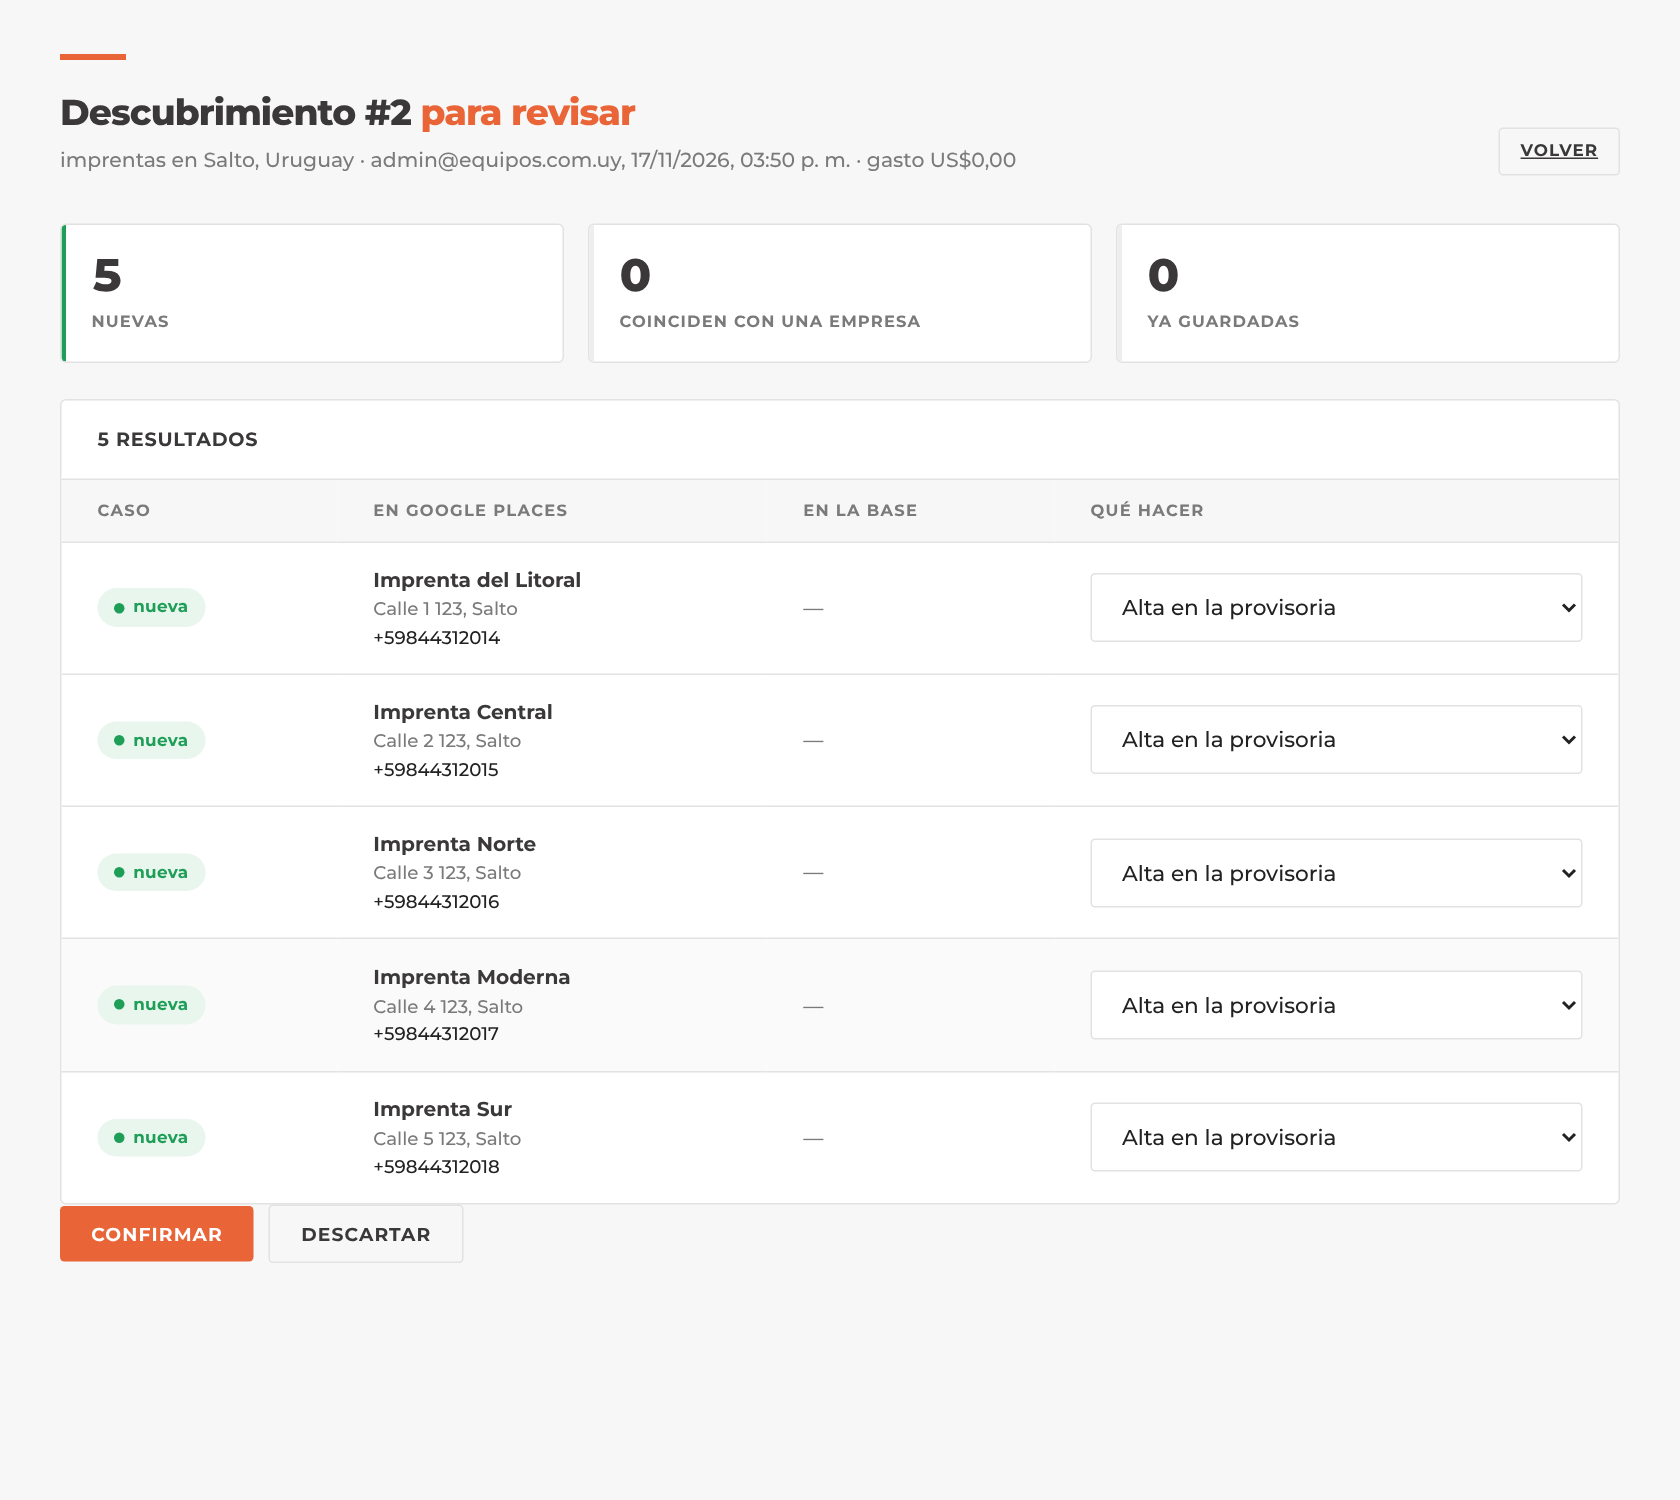 Descubrimiento #2 para revisar
imprentas en Salto, Uruguay · admin@equipos.com.uy, 17/11/2026, 03:50 p. m. · gasto US$0,00
VOLVER
5
NUEVAS
0
COINCIDEN CON UNA EMPRESA
0
YA GUARDADAS
5 RESULTADOS
CASO EN GOOGLE PLACES EN LA BASE QUÉ HACER
Imprenta del Litoral
nueva Calle 1 123, Salto — Alta en la provisoria
+59844312014
Imprenta Central
nueva Calle 2 123, Salto — Alta en la provisoria
+59844312015
Imprenta Norte
nueva Calle 3 123, Salto — Alta en la provisoria
+59844312016
Imprenta Moderna
nueva Calle 4 123, Salto — Alta en la provisoria
+59844312017
Imprenta Sur
nueva Calle 5 123, Salto — Alta en la provisoria
+59844312018
CONFIRMAR DESCARTAR